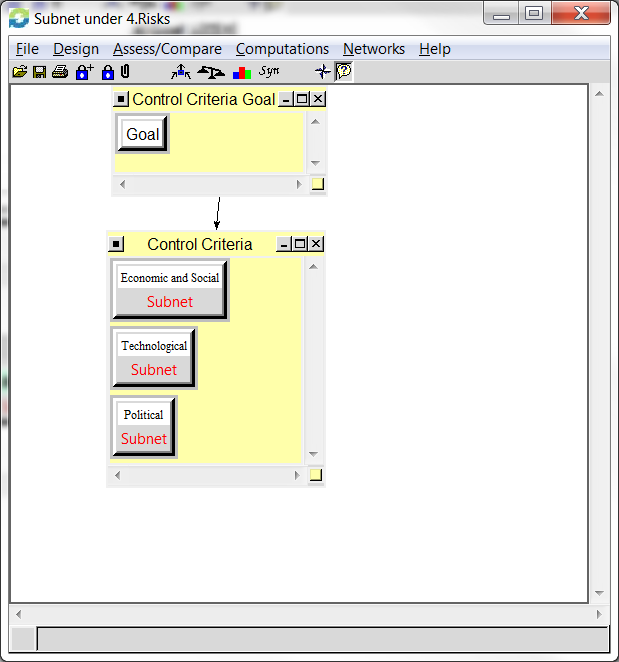 Subnet under 4.Risks
File Design Assess/Compare Computations Networks Help
Syn
Control Criteria Goal
Goal
Control Criteria
Economic and Social
Subnet
Technological
Subnet
Political
Subnet